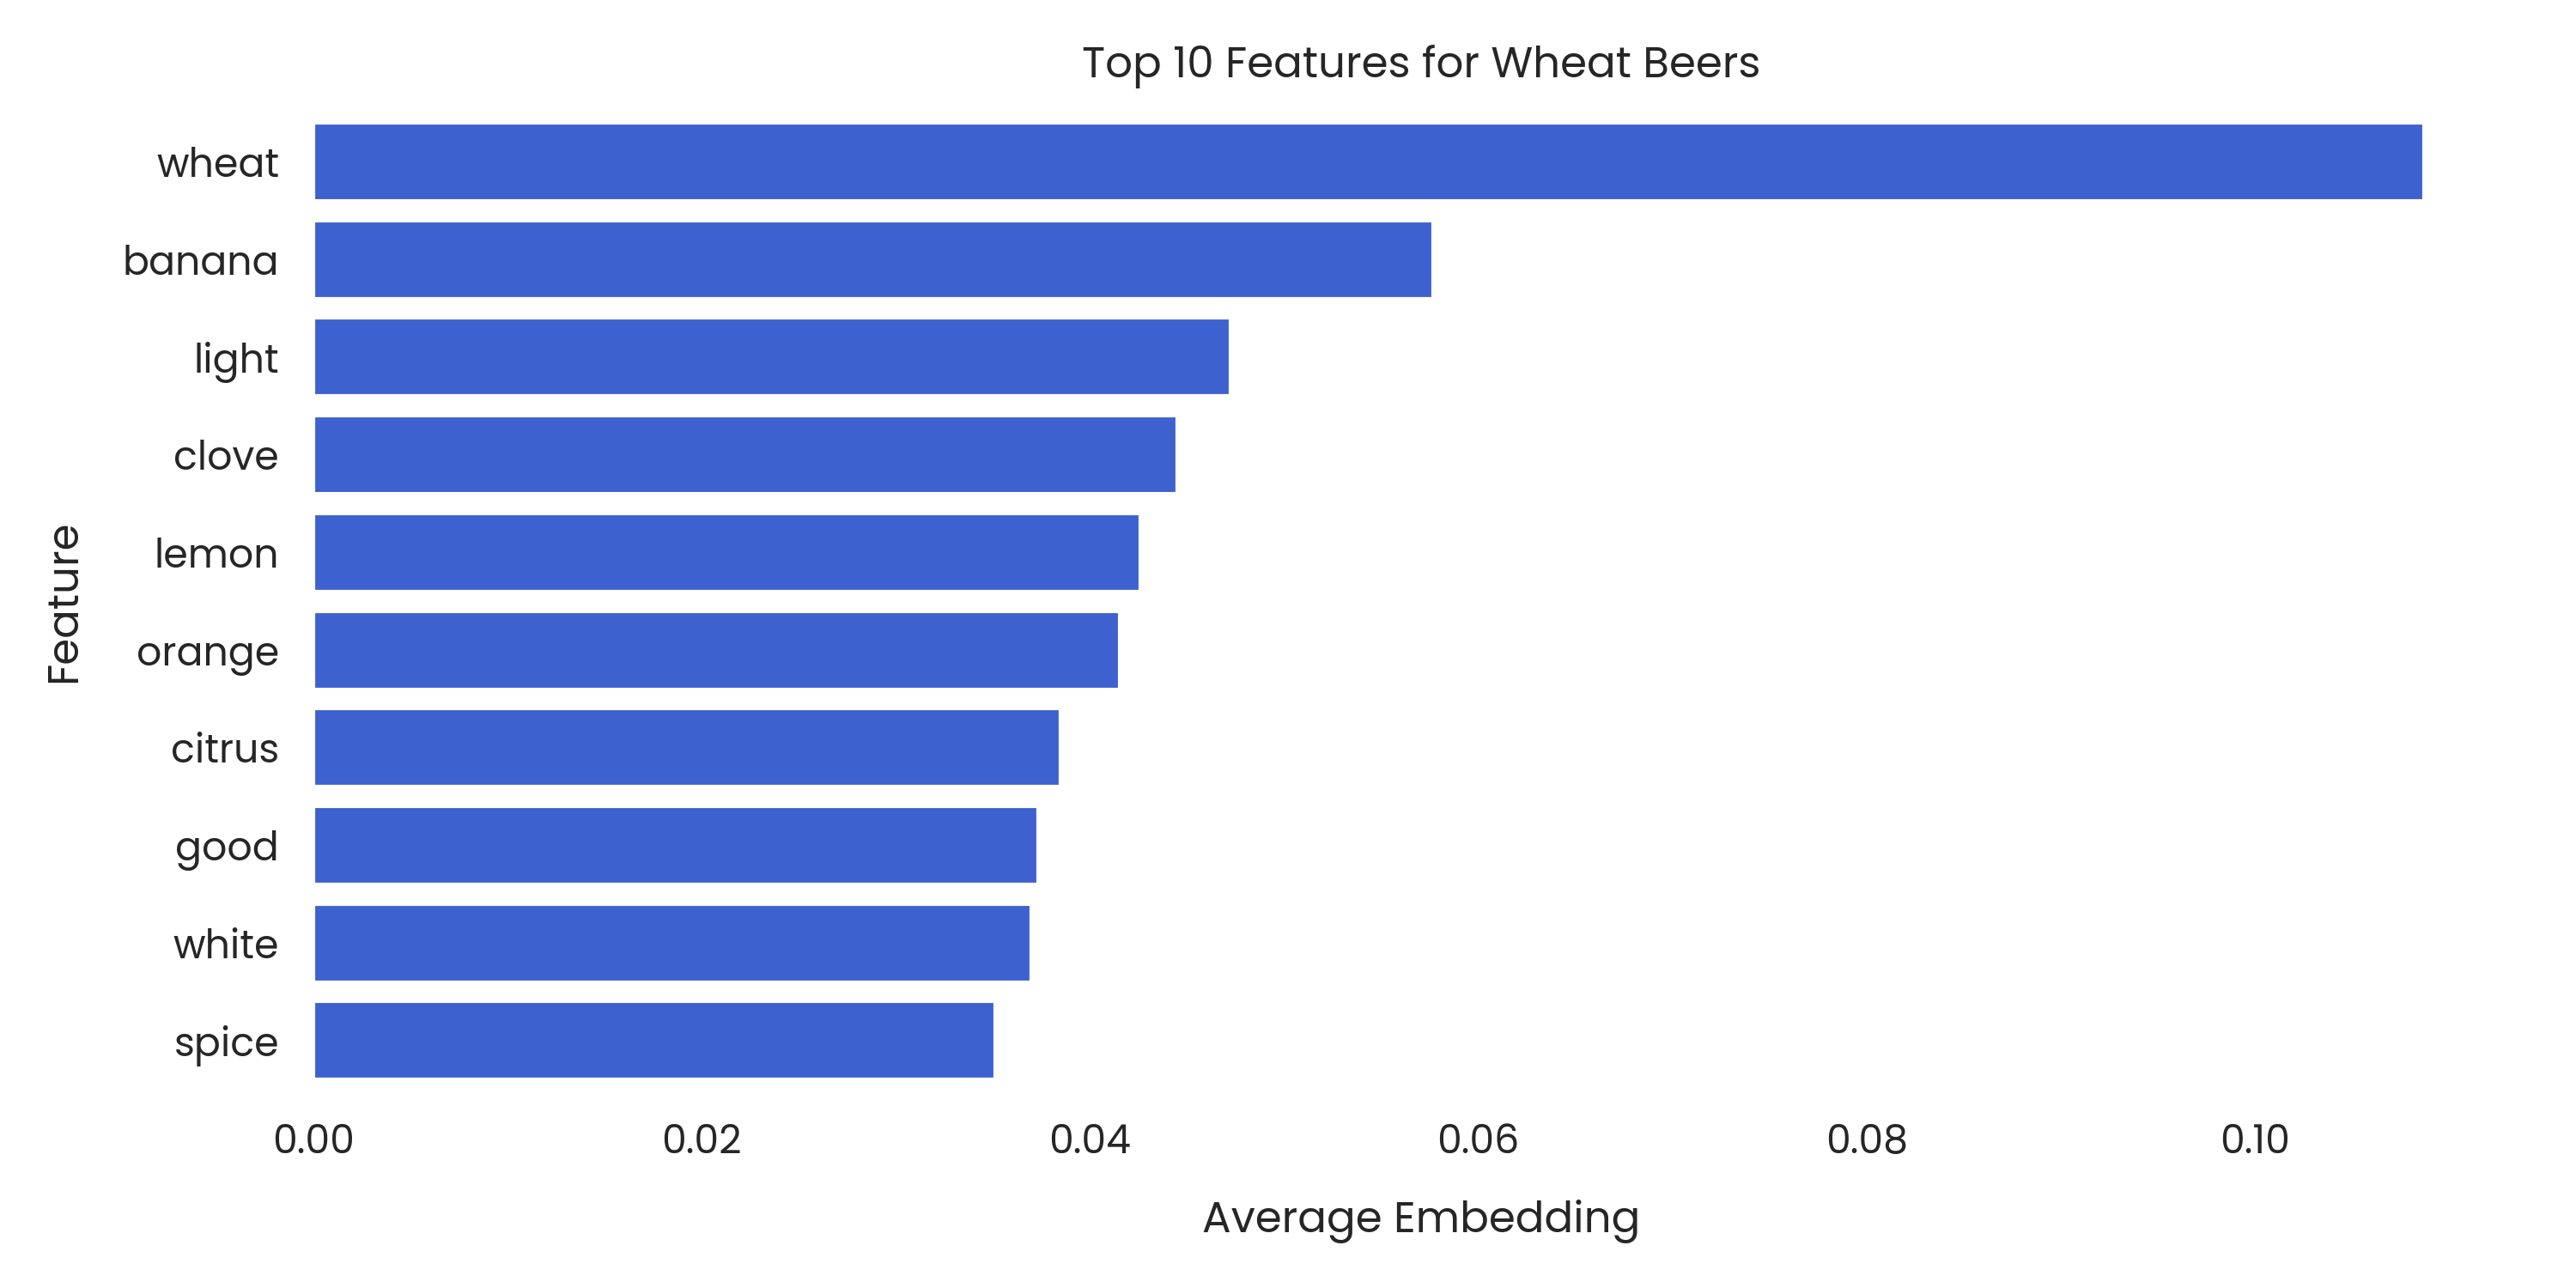 Top 10 Features for Wheat Beers
wheat
banana
light
clove
lemon
orange
citrus
good
white
spice
Feature
0.00 0.02 0.04 0.06 0.08 0.10
Average Embedding